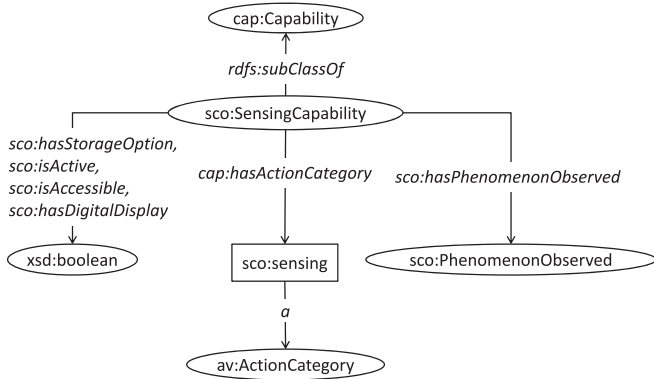 cap:Capability
rdfs:subClassOf
sco:SensingCapability
sco:hasStorageOption,
sco:isActive,
sco:isAccessible,
sco:hasDigitalDisplay
cap:hasActionCategory
sco:hasPhenomenonObserved
xsd:boolean
sco:sensing
sco:PhenomenonObserved
a
av:ActionCategory